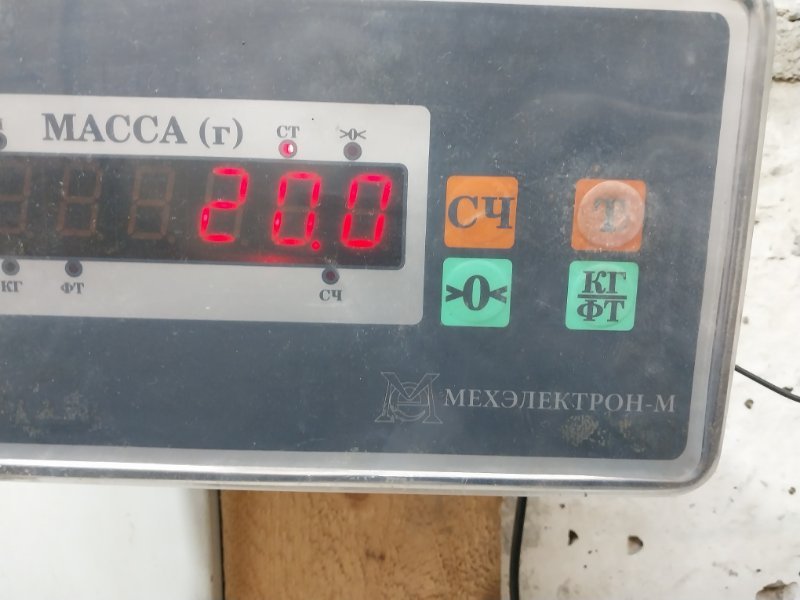 МАССА (г) СТ >0<
20.0
КГ ФТ СЧ
СЧ Т
>0< КГ
ФТ
МЕХЭЛЕКТРОН-М